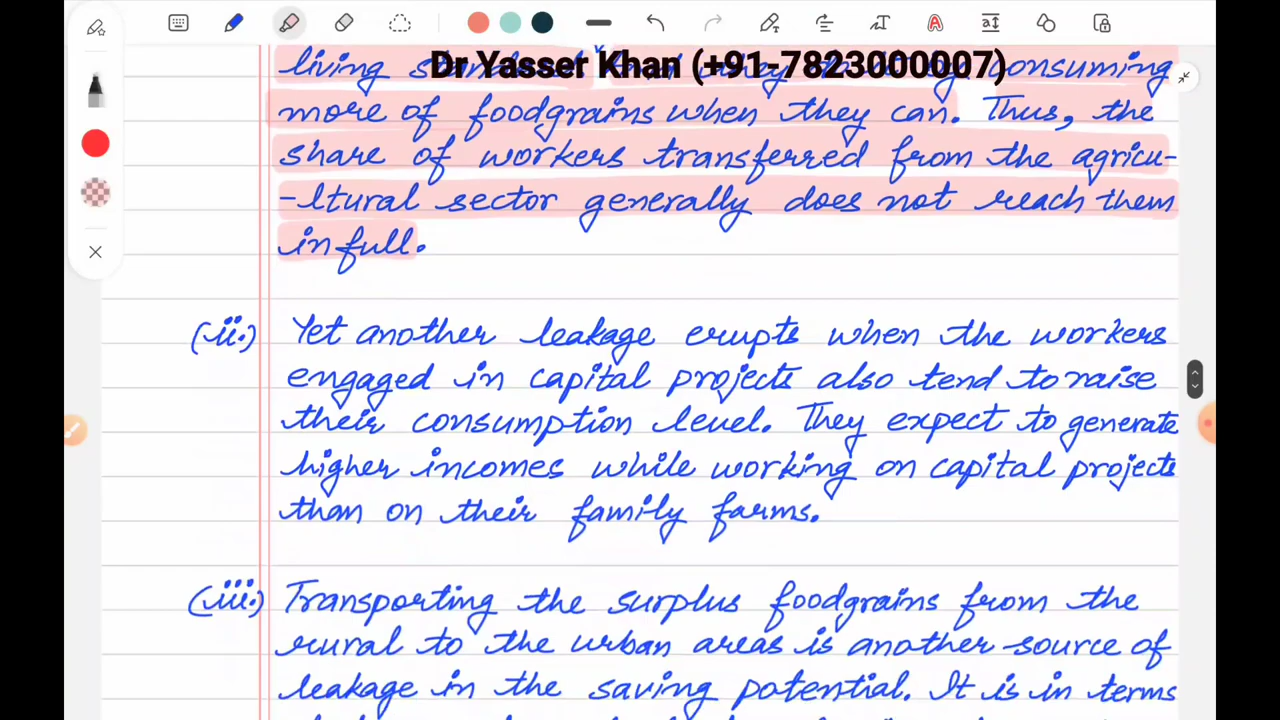 Dr Yasser Khan (+91-7823000007)
living consuming
more of foodgrains when they can. Thus, the
share of workers transferred from the agricu-
-ltural sector generally does not reach them
in full.
(ii.) Yet another leakage erupts when the workers
engaged in capital projects also tend to raise
their consumption level. They expect to generate
higher incomes while working on capital projects
than on their family farms.
(iii.) Transporting the surplus foodgrains from the
rural to the urban areas is another source of
leakage in the saving potential. It is in terms